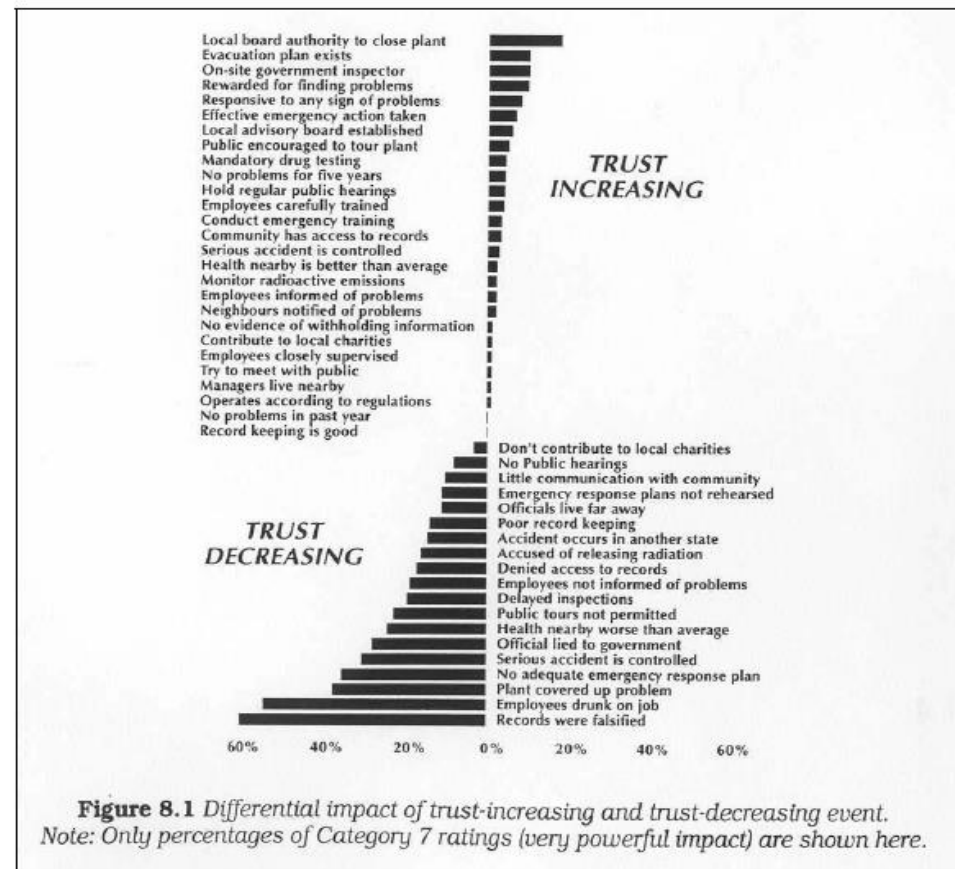 Local board authority to close plant
Evacuation plan exists
On-site government inspector
Rewarded for finding problems
Responsive to any sign of problems
Effective emergency action taken
Local advisory board established
Public encouraged to tour plant
Mandatory drug testing
No problems for five years
Hold regular public hearings
Employees carefully trained
Conduct emergency training
Community has access to records
Serious accident is controlled
Health nearby is better than average
Monitor radioactive emissions
Employees informed of problems
Neighbours notified of problems
No evidence of withholding information
Contribute to local charities
Employees closely supervised
Try to meet with public
Managers live nearby
Operates according to regulations
No problems in past year
Record keeping is good
TRUST
INCREASING
Don't contribute to local charities
No Public hearings
Little communication with community
Emergency response plans not rehearsed
Officials live far away
Poor record keeping
Accident occurs in another state
Accused of releasing radiation
Denied access to records
Employees not informed of problems
Delayed inspections
Public tours not permitted
Health nearby worse than average
Official lied to government
Serious accident is controlled
No adequate emergency response plan
Plant covered up problem
Employees drunk on job
Records were falsified
TRUST
DECREASING
60% 40% 20% 0% 20% 40% 60%
Figure 8.1 Differential impact of trust-increasing and trust-decreasing event.
Note: Only percentages of Category 7 ratings (very powerful impact) are shown here.